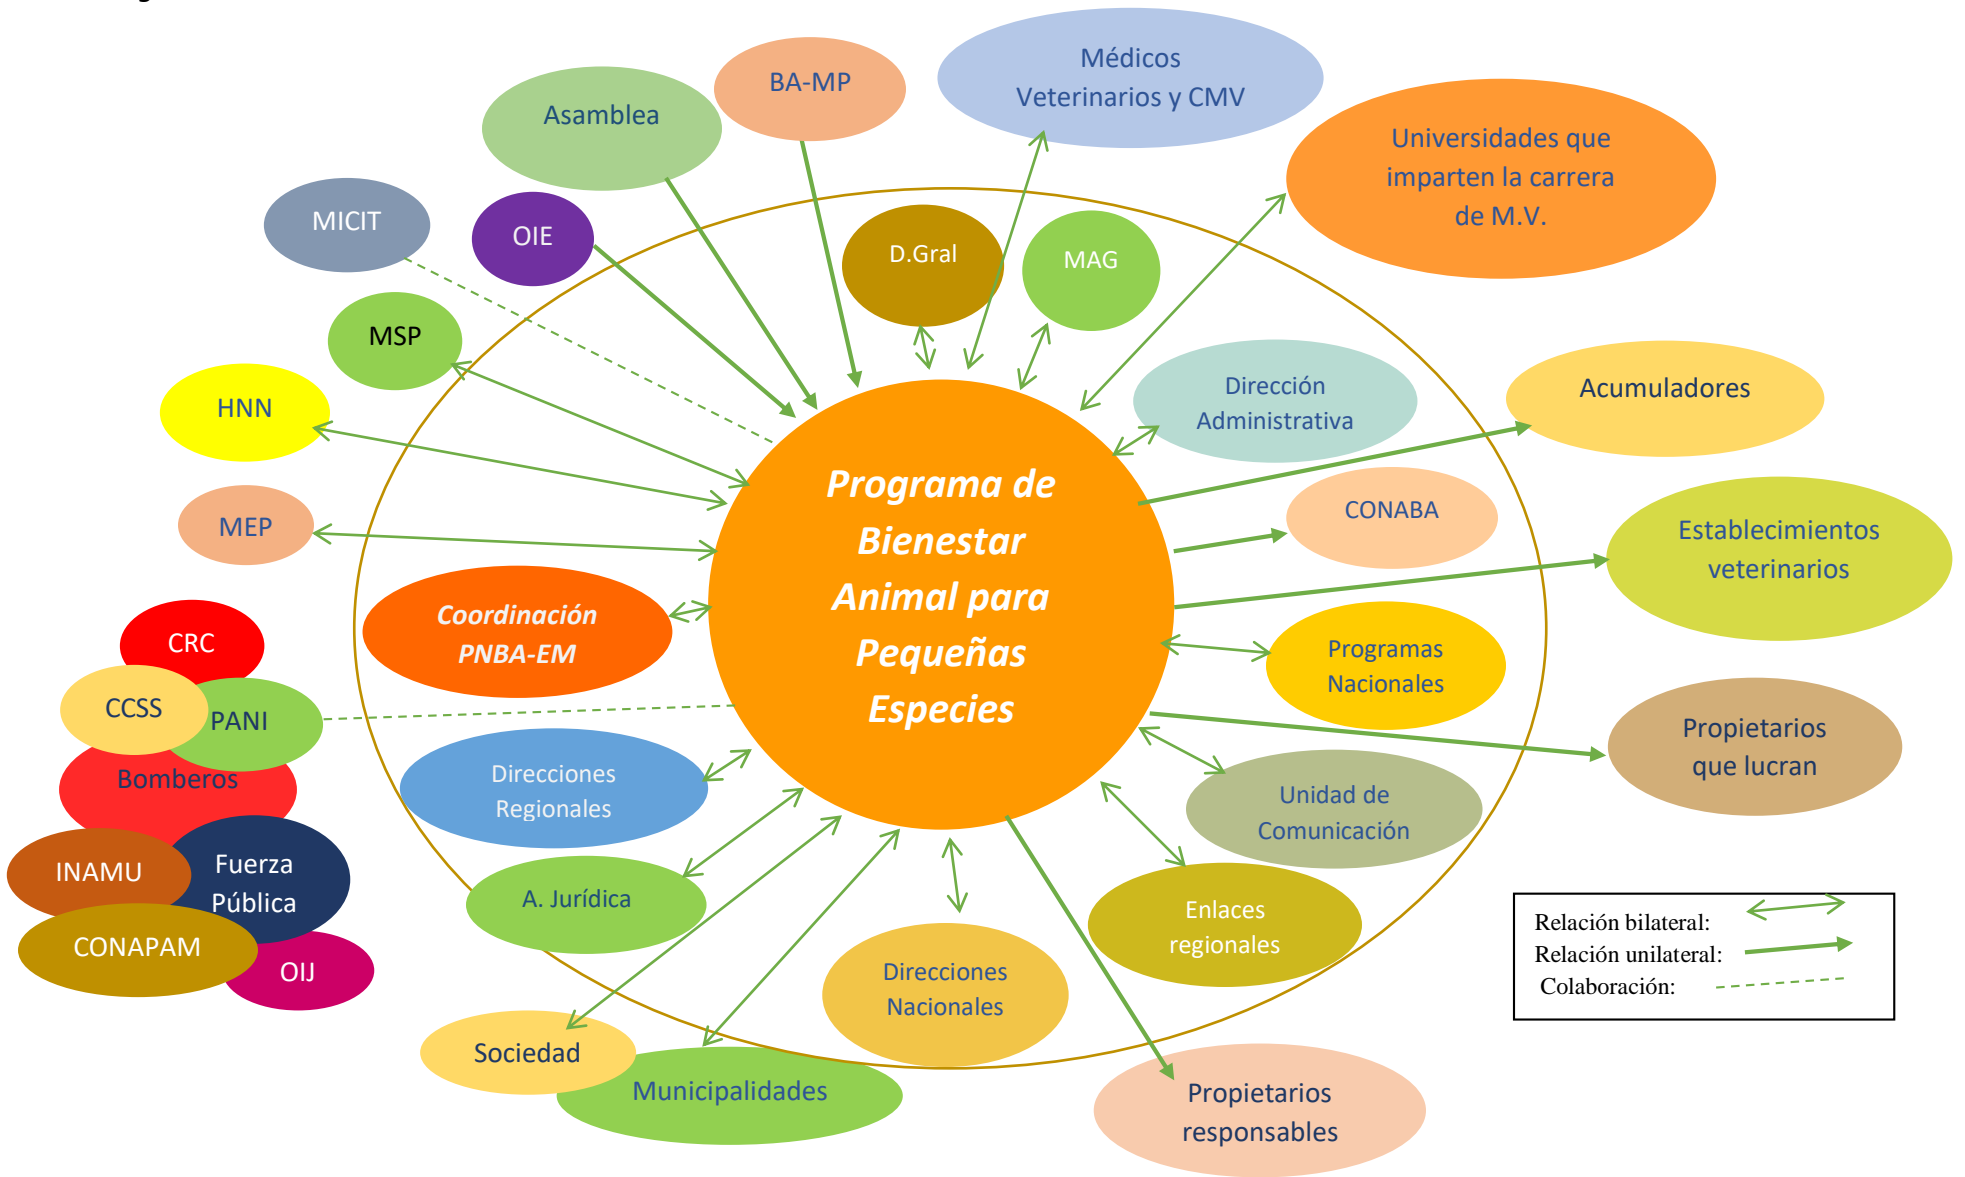 BA-MP
Médicos
Veterinarios y CMV
Asamblea
Universidades que
imparten la carrera
de M.V.
MICIT
OIE
D.Gral
MAG
MSP
HNN
Dirección
Administrativa
Acumuladores
MEP
CONABA
Establecimientos
veterinarios
Programa de
Bienestar
Animal para
Pequeñas
Especies
Coordinación
PNBA-EM
CRC
CCSS
PANI
Bomberos
Programas
Nacionales
Propietarios
que lucran
Direcciones
Regionales
Unidad de
Comunicación
INAMU
Fuerza
Pública
CONAPAM
OIJ
A. Jurídica
Enlaces
regionales
Direcciones
Nacionales
Sociedad
Municipalidades
Propietarios
responsables
Relación bilateral:
Relación unilateral:
Colaboración: